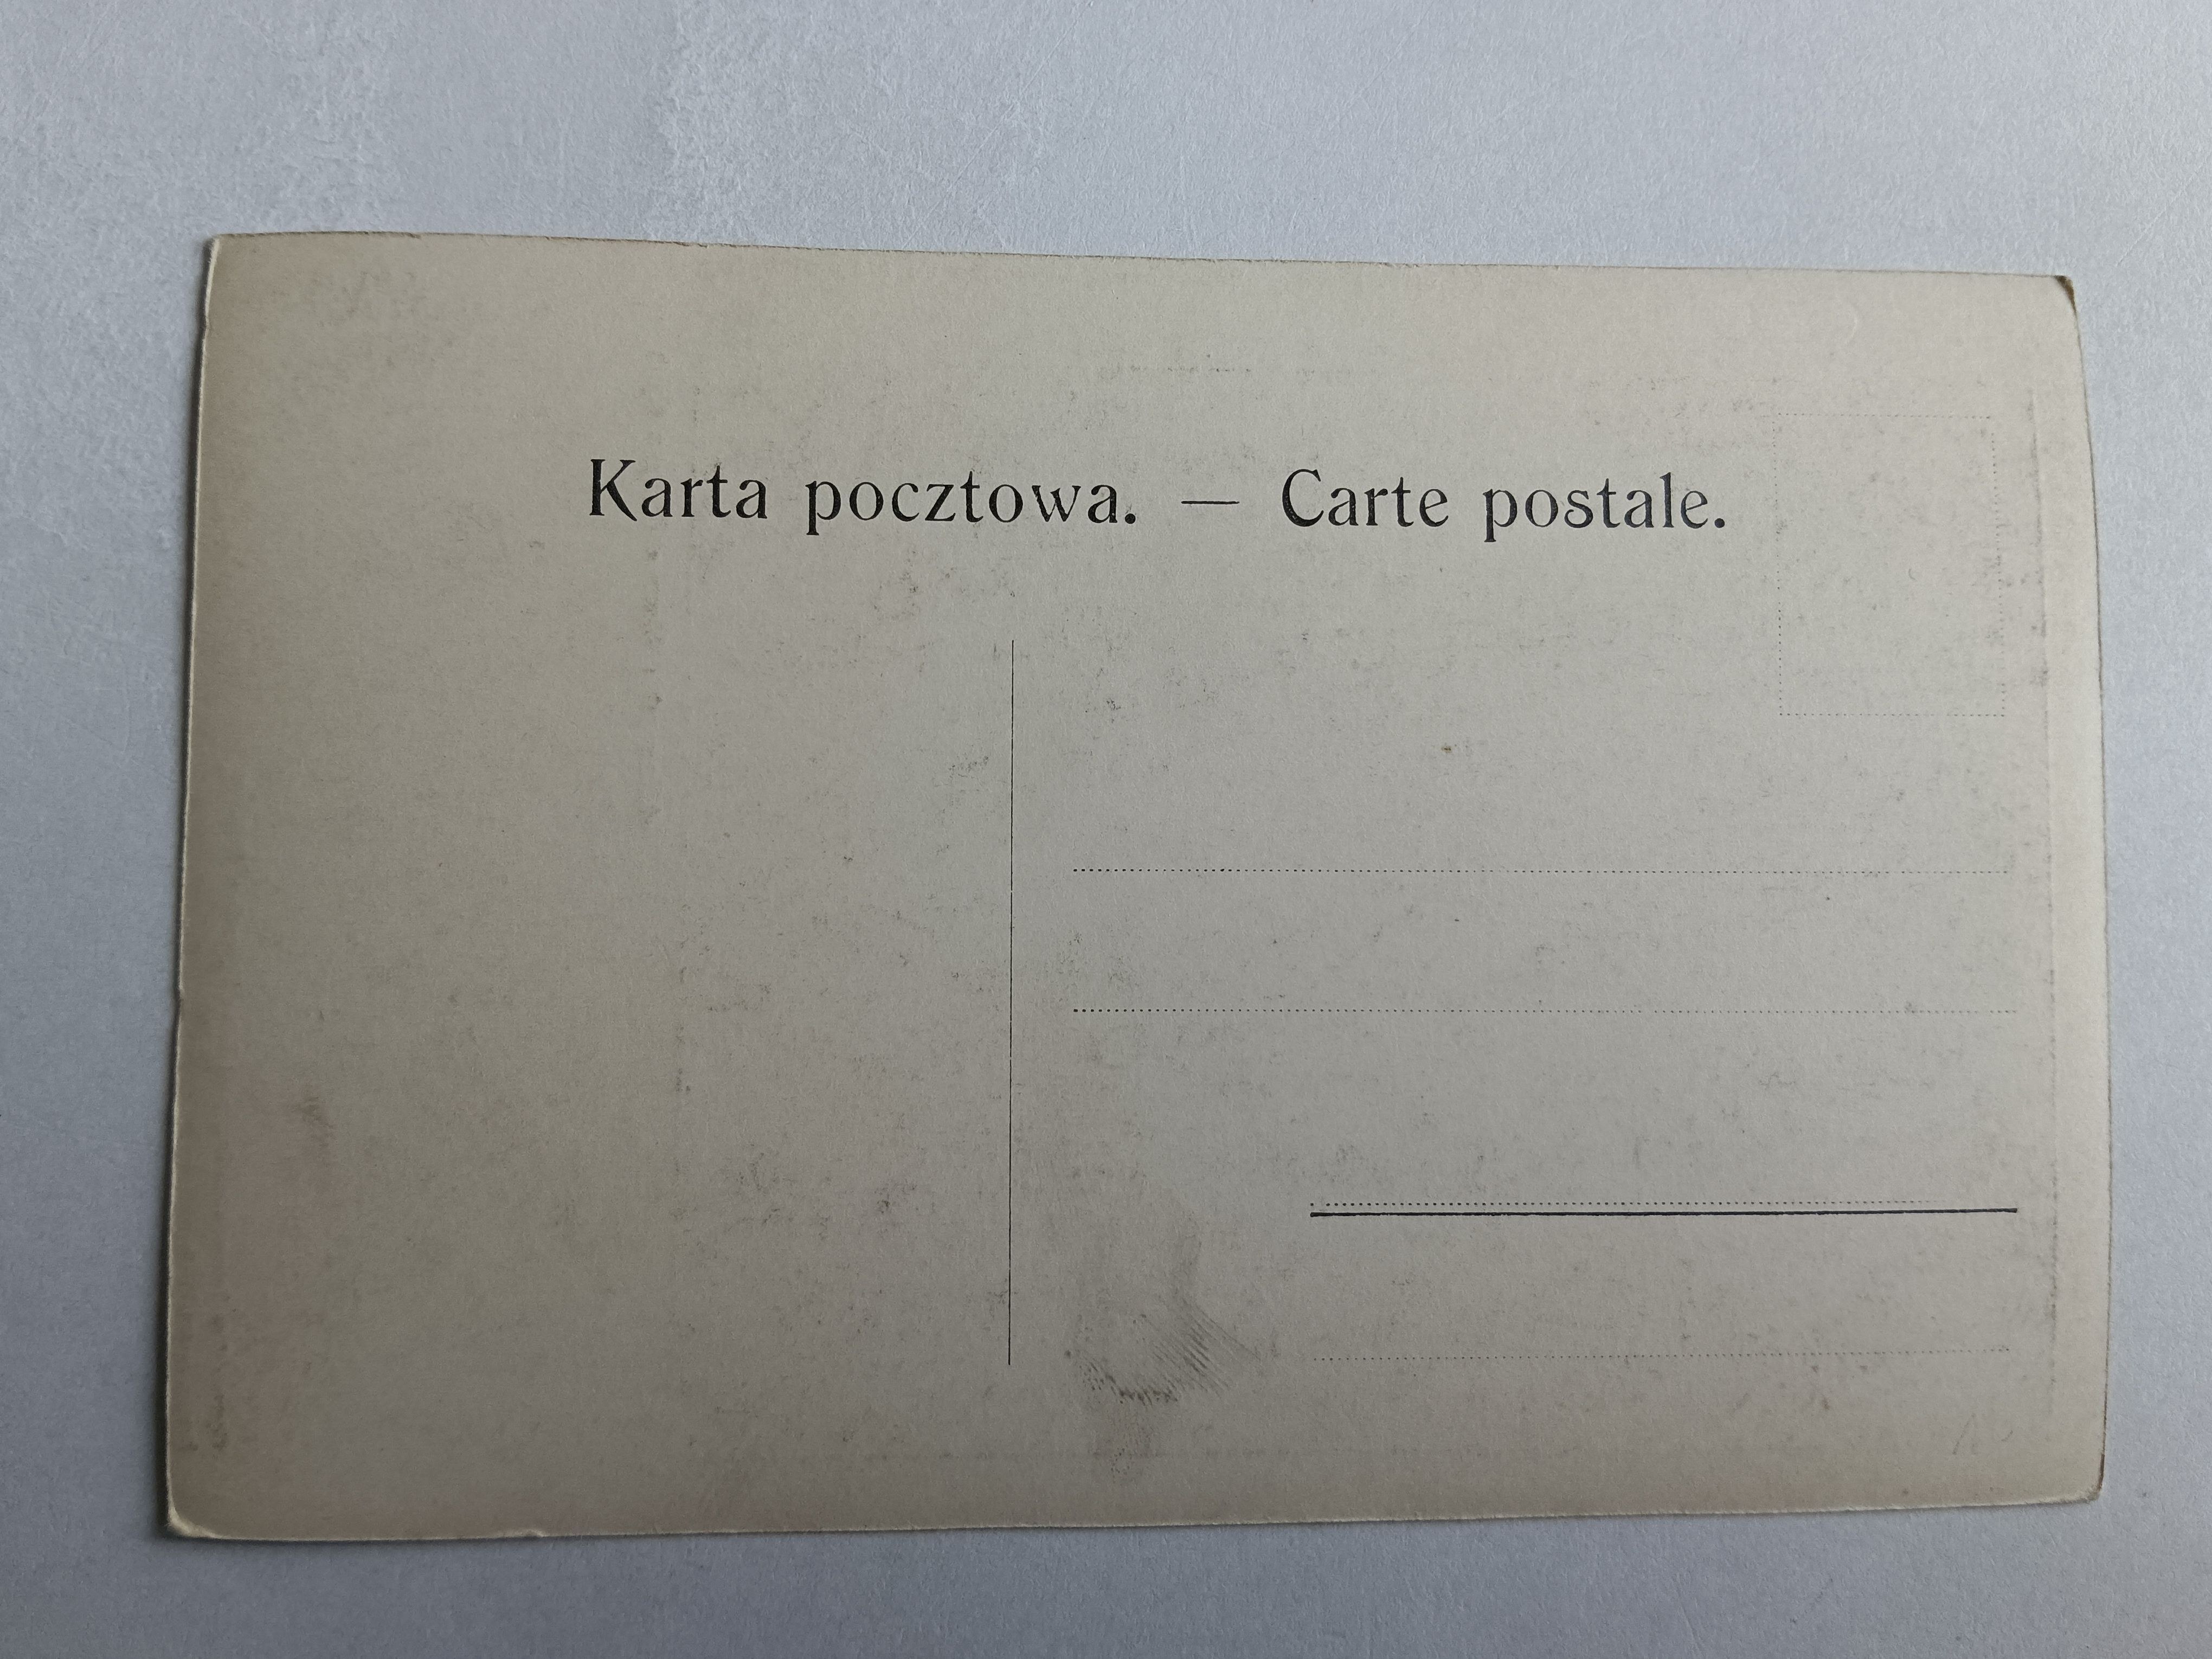 Karta pocztowa. — Carte postale.